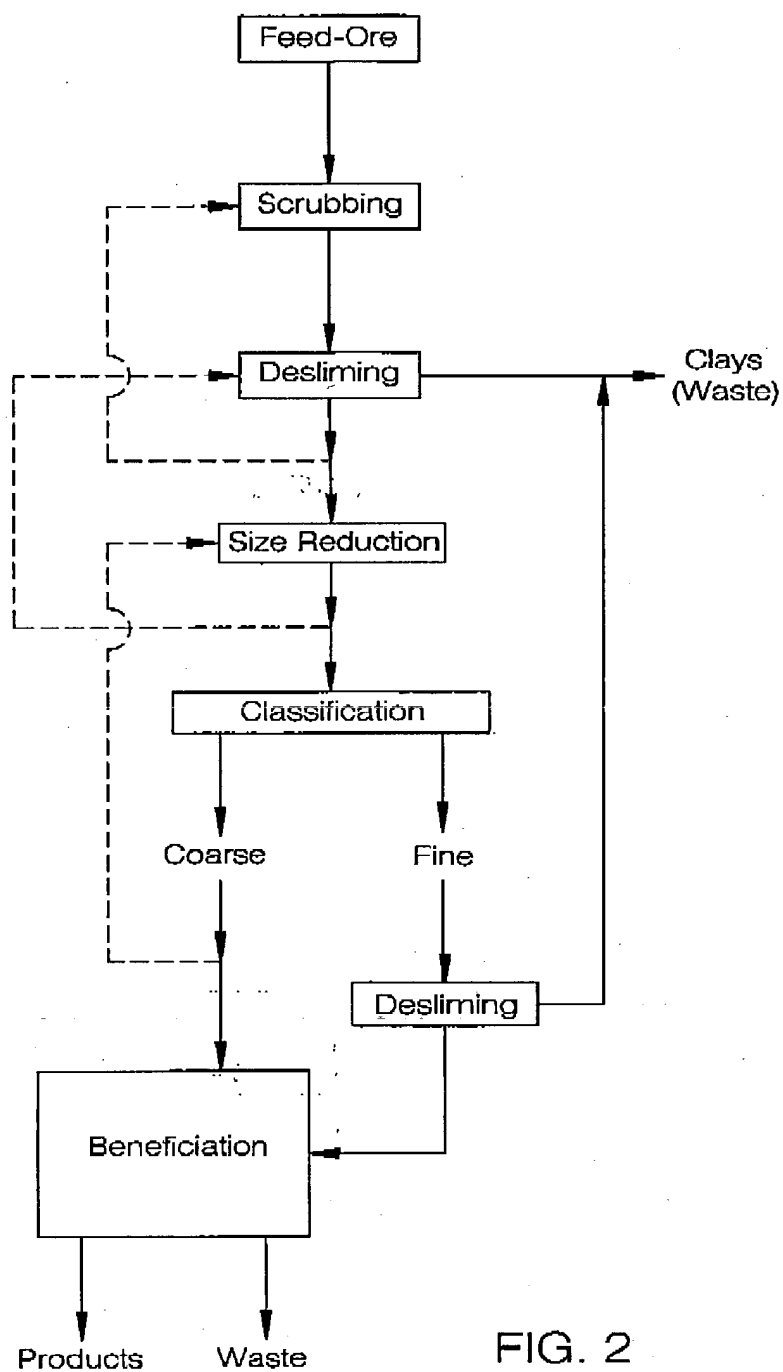 Feed-Ore
Scrubbing
Desliming
Clays
(Waste)
Size Reduction
Classification
Coarse
Fine
Desliming
Beneficiation
Products
Waste
FIG. 2